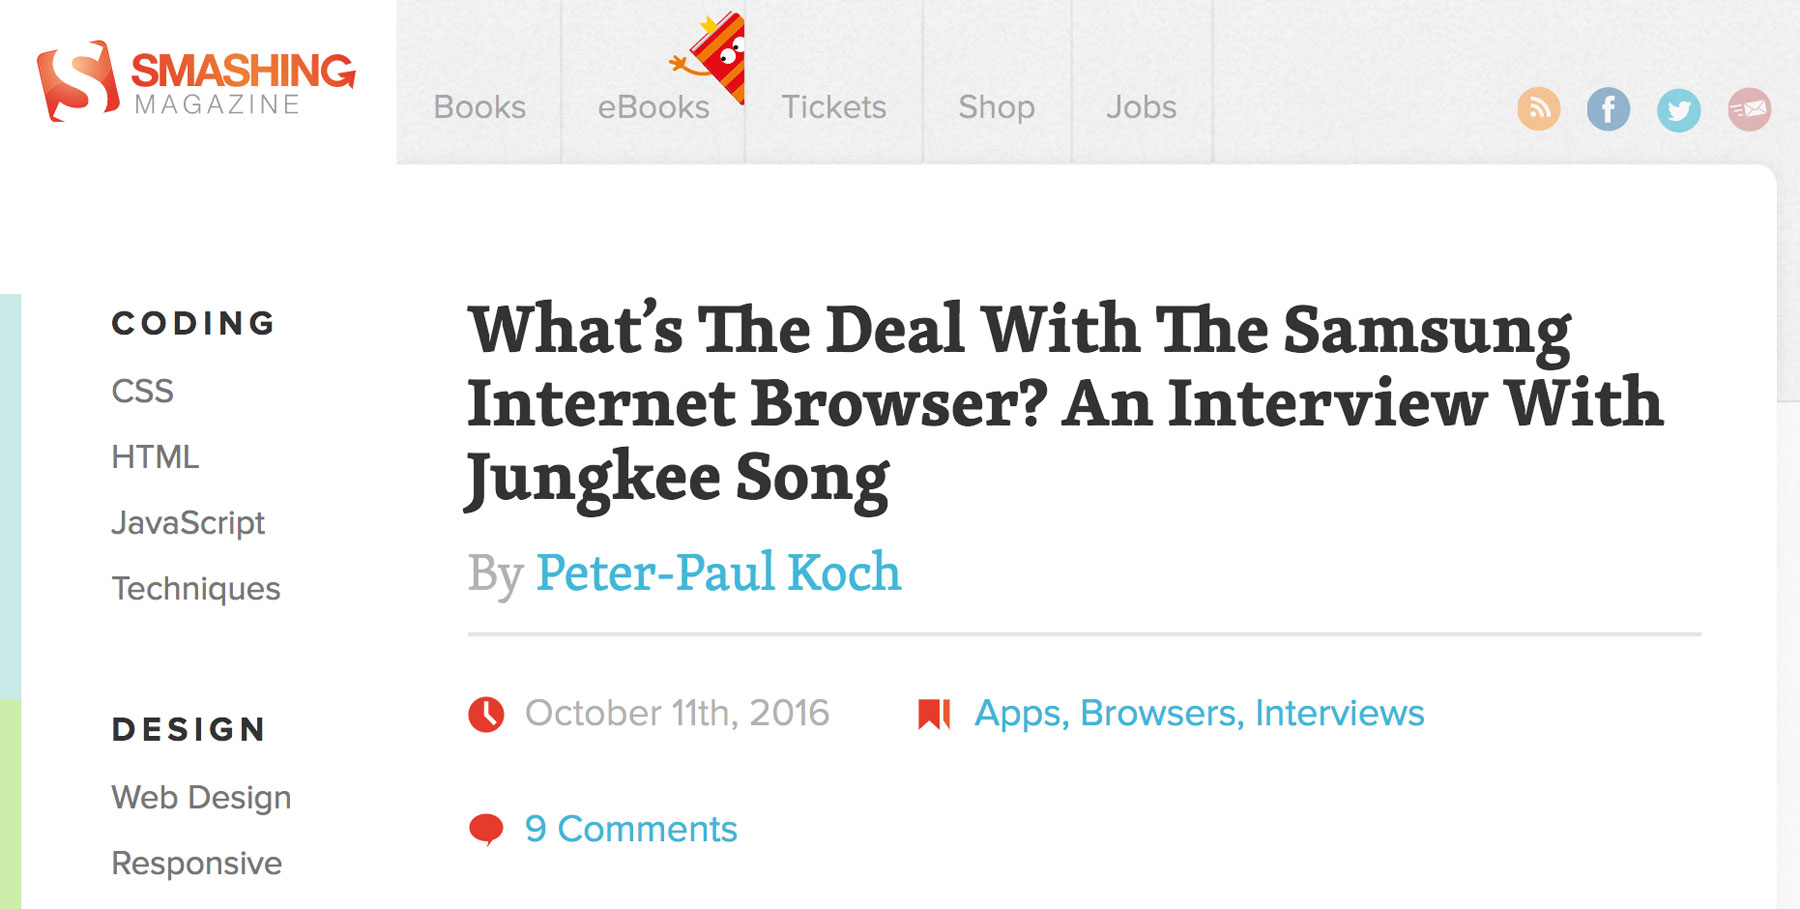 SMASHING
MAGAZINE
Books
eBooks
Tickets
Shop
Jobs
CODING
CSS
HTML
JavaScript
Techniques
DESIGN
Web Design
Responsive
What’s The Deal With The Samsung
Internet Browser? An Interview With
Jungkee Song
By Peter-Paul Koch
October 11th, 2016
Apps, Browsers, Interviews
9 Comments